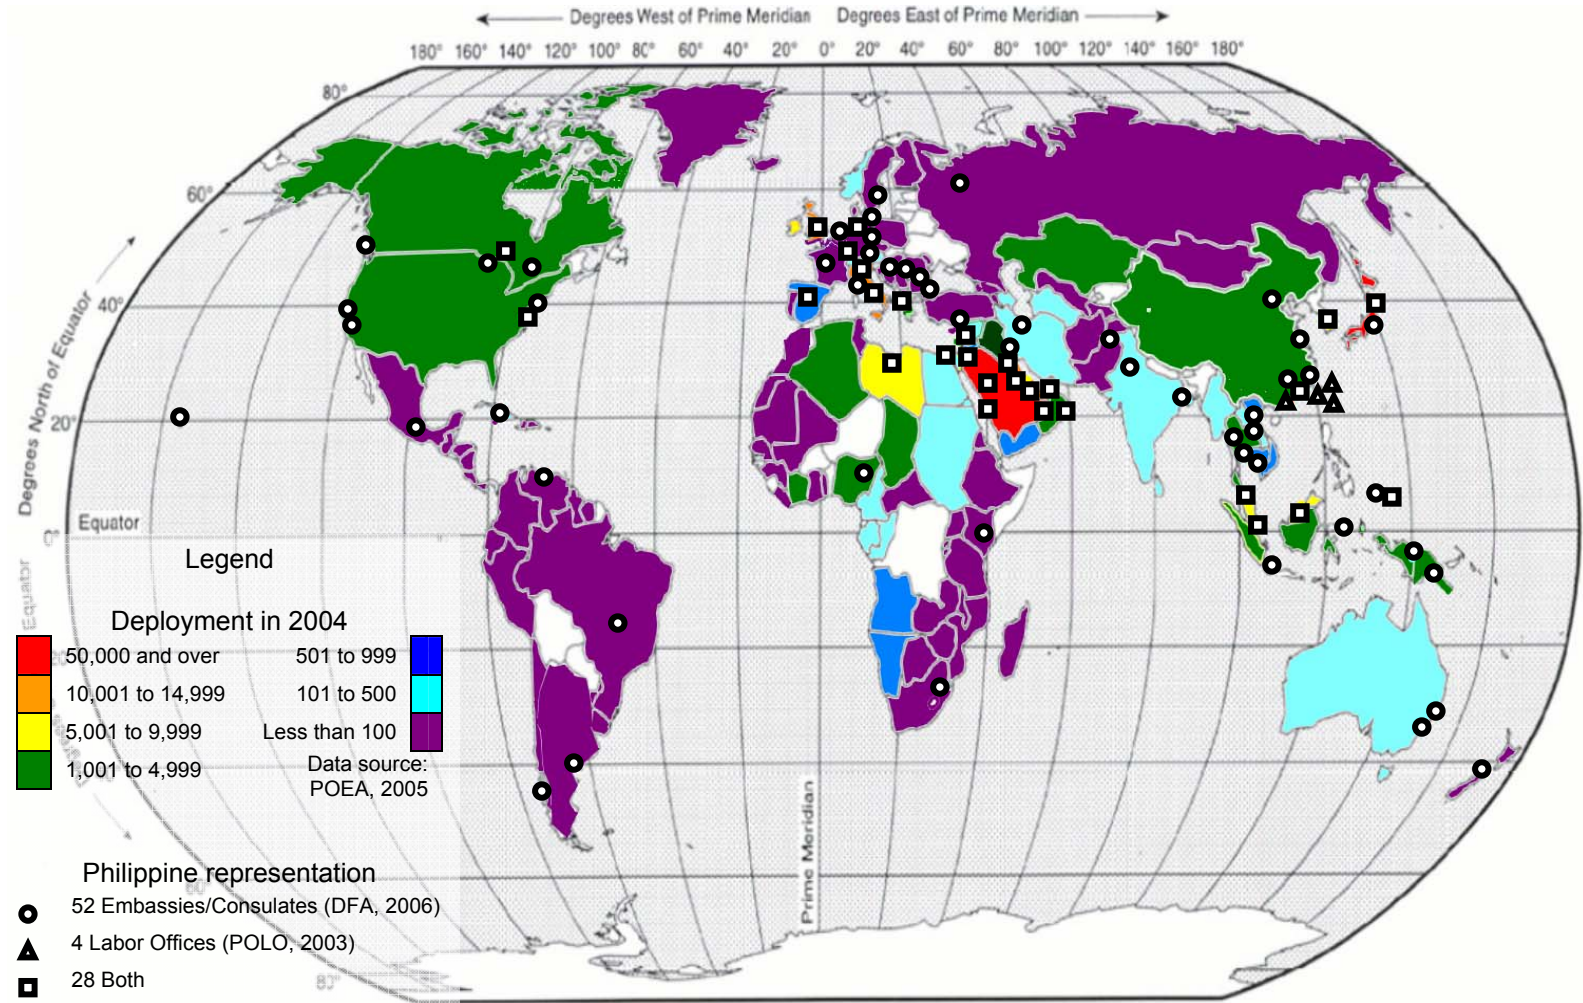 Degrees West of Prime Meridian Degrees East of Prime Meridian
180° 160° 140° 120° 100° 80° 60° 40° 20° 0° 20° 40° 60° 80° 100° 120° 140° 160° 180°
80°
60°
40°
20°
0°
Degrees North of Equator
Equator
Equator
Legend
Deployment in 2004
50,000 and over 501 to 999
10,001 to 14,999 101 to 500
5,001 to 9,999 Less than 100
1,001 to 4,999 Data source:
POEA, 2005
Prime Meridian
Philippine representation
60°
52 Embassies/Consulates (DFA, 2006)
4 Labor Offices (POLO, 2003)
28 Both
80°